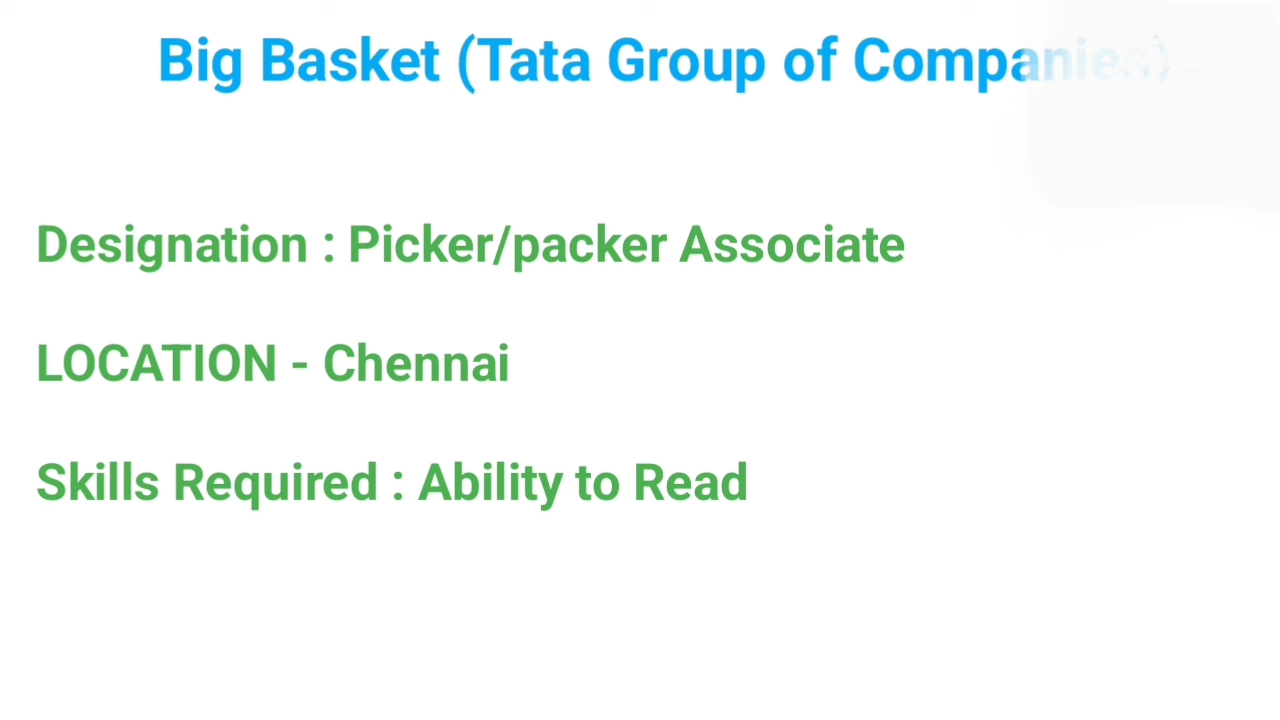 Big Basket (Tata Group of Companies)
Designation : Picker/packer Associate
LOCATION - Chennai
Skills Required : Ability to Read